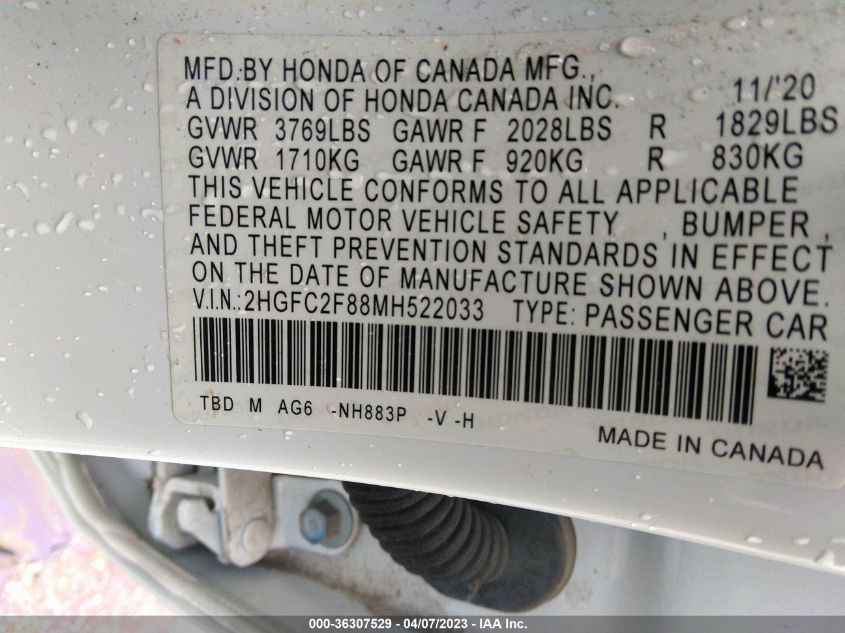 MFD.BY HONDA OF CANADA MFG.,
A DIVISION OF HONDA CANADA INC. 11/'20
GVWR 3769LBS GAWR F 2028LBS R 1829LBS
GVWR 1710KG GAWR F 920KG R 830KG
THIS VEHICLE CONFORMS TO ALL APPLICABLE
FEDERAL MOTOR VEHICLE SAFETY , BUMPER ,
AND THEFT PREVENTION STANDARDS IN EFFECT
ON THE DATE OF MANUFACTURE SHOWN ABOVE.
V.I.N.:2HGFC2F88MH522033 TYPE: PASSENGER CAR
TBD M AG6 -NH883P -V -H
MADE IN CANADA
000-36307529 - 04/07/2023 - IAA Inc.